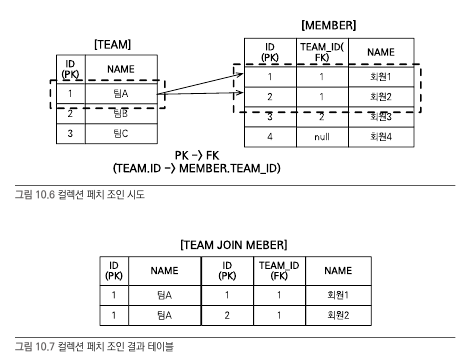 [TEAM]
ID
(PK)
NAME
1 팀A
2 팀B
3 팀C
[MEMBER]
ID
(PK)
TEAM_ID(
FK)
NAME
1 1 회원1
2 1 회원2
3 2 회원3
4 null 회원4
PK -> FK
(TEAM.ID -> MEMBER.TEAM_ID)
그림 10.6 컬렉션 페치 조인 시도
[TEAM JOIN MEBER]
ID
(PK)
NAME
ID
(PK)
TEAM_ID
(FK)
NAME
1 팀A 1 1 회원1
1 팀A 2 1 회원2
그림 10.7 컬렉션 페치 조인 결과 테이블